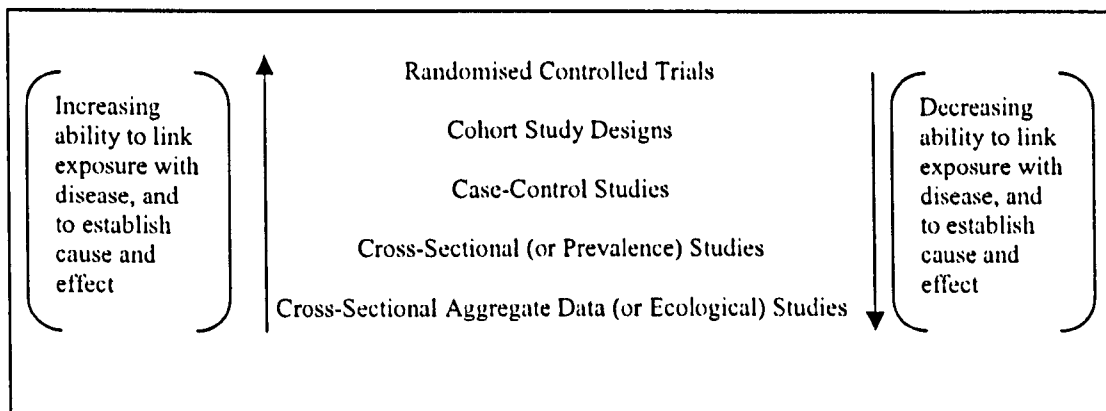 Increasing
ability to link
exposure with
disease, and
to establish
cause and
effect
Randomised Controlled Trials
Cohort Study Designs
Case-Control Studies
Cross-Sectional (or Prevalence) Studies
Cross-Sectional Aggregate Data (or Ecological) Studies
Decreasing
ability to link
exposure with
disease, and
to establish
cause and
effect